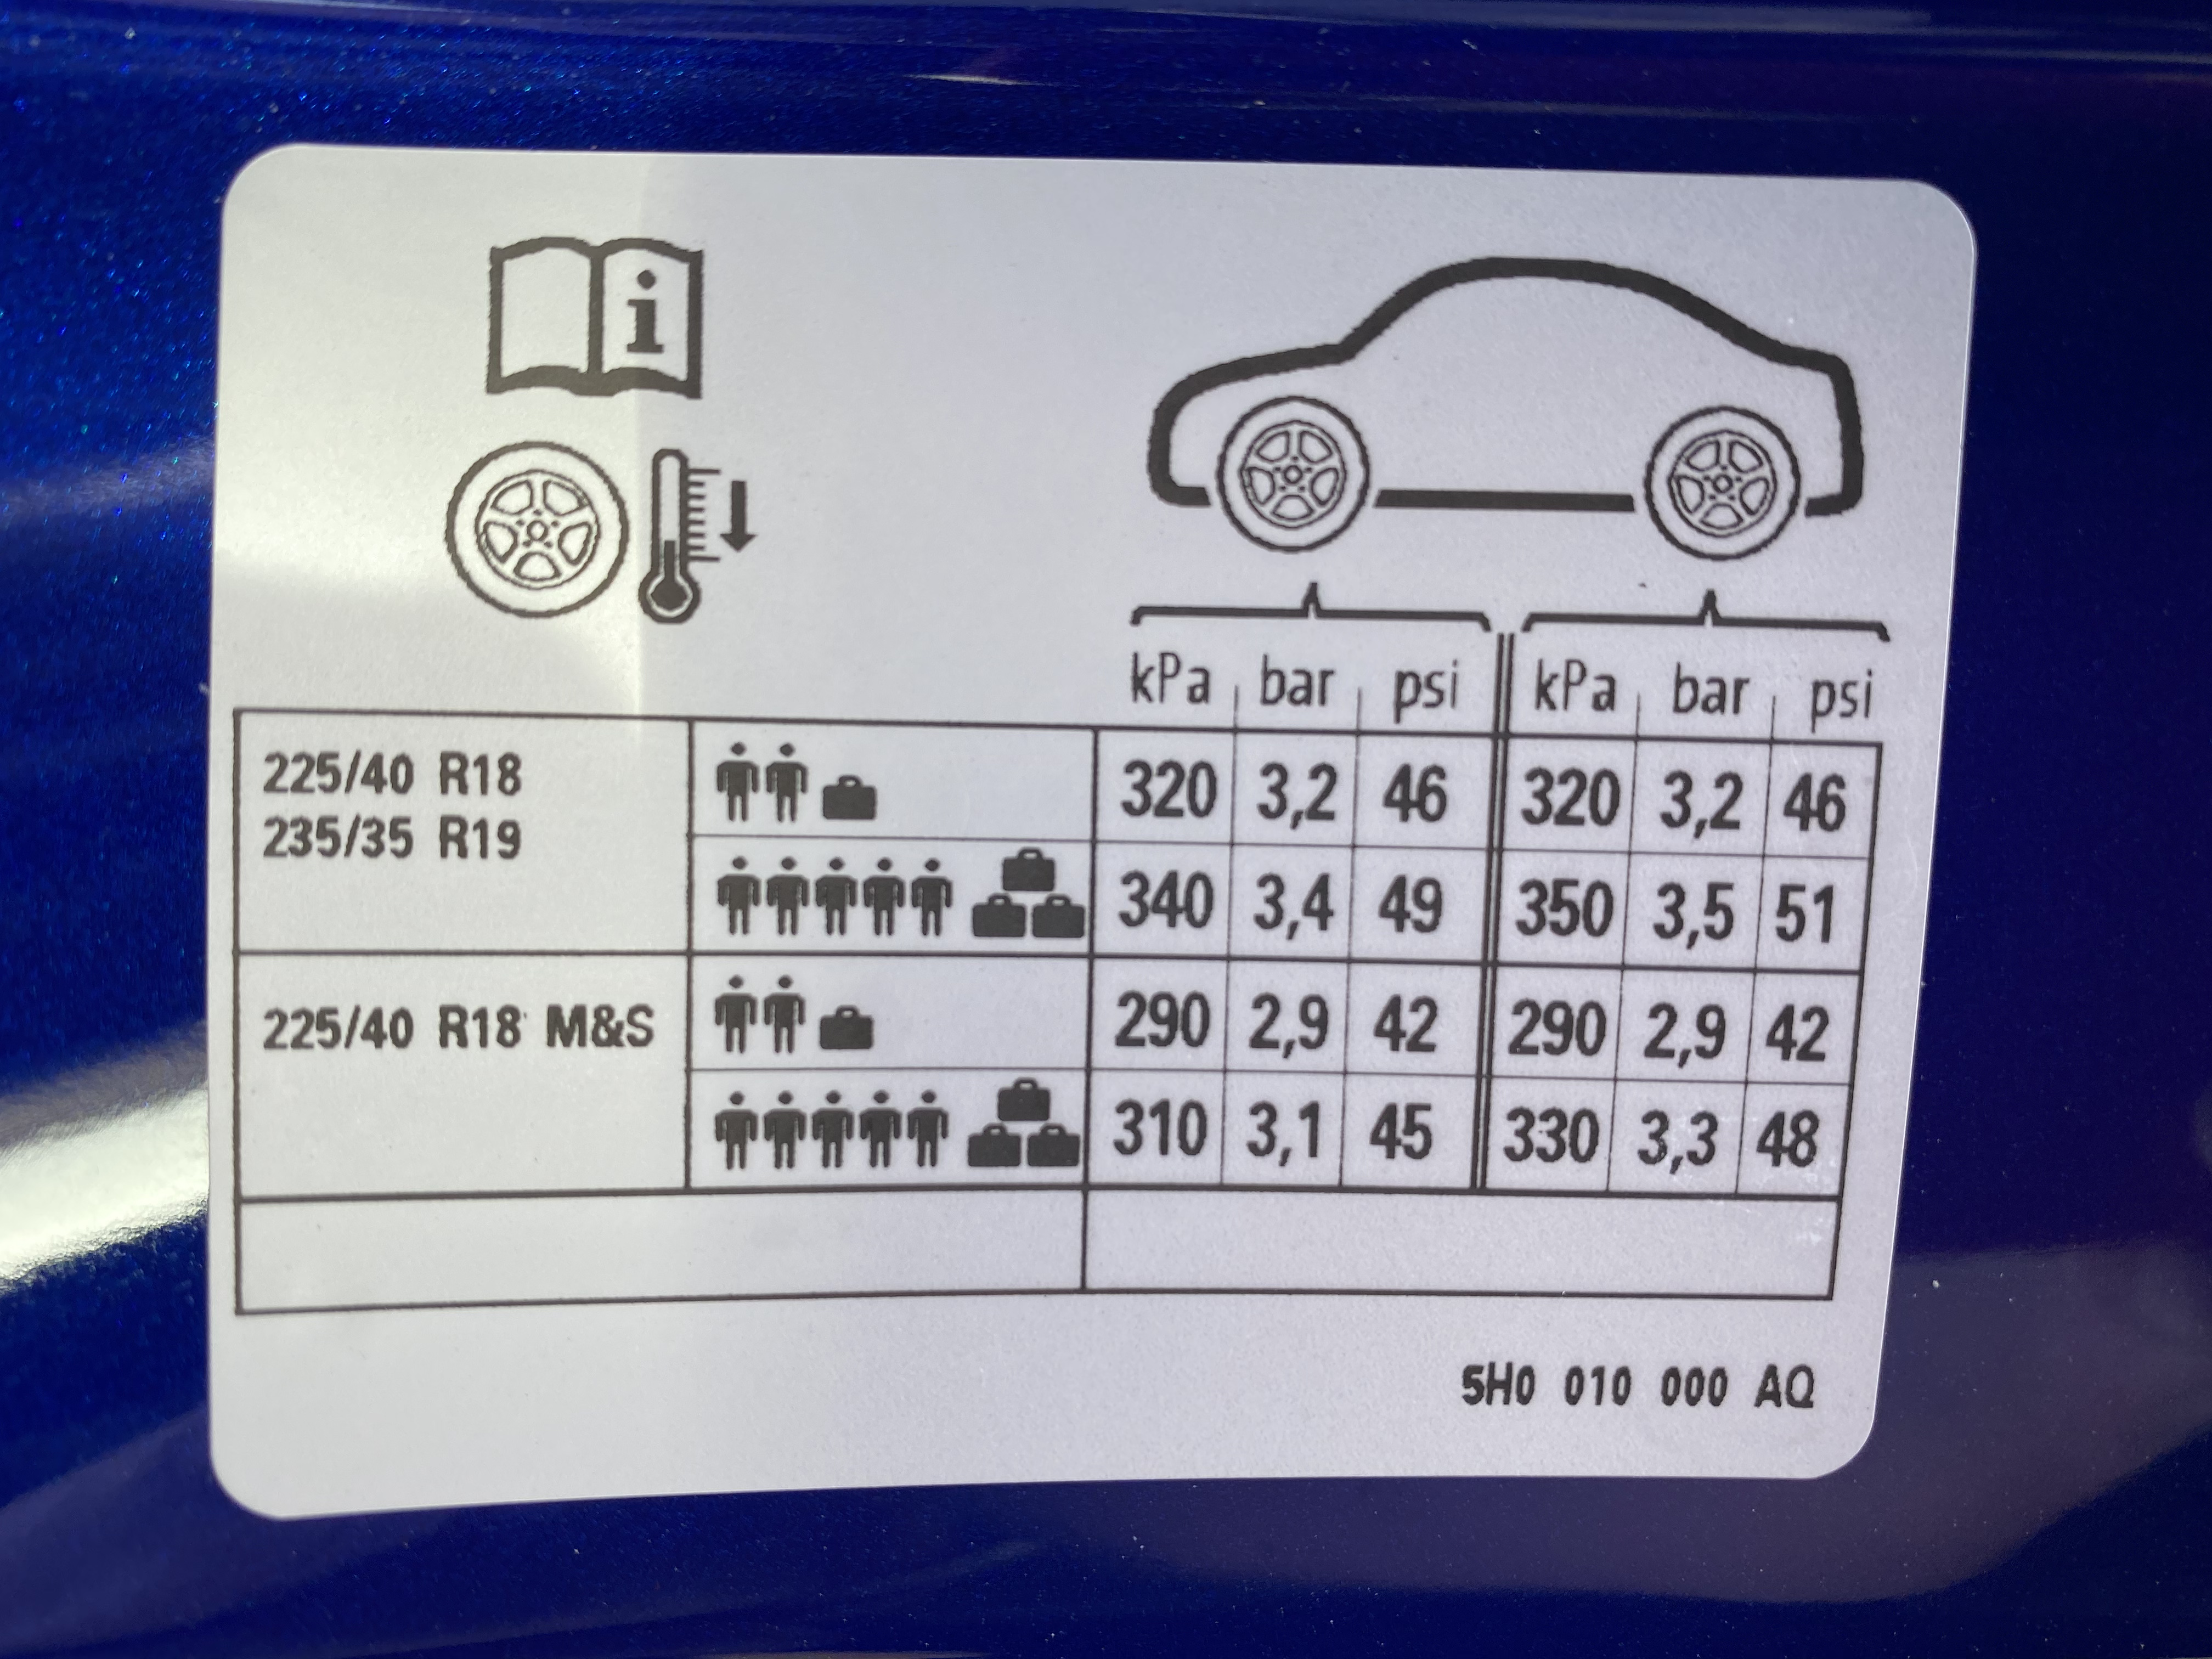 i
kPa bar psi kPa bar psi
225/40 R18
235/35 R19
320 3,2 46 320 3,2 46
340 3,4 49 350 3,5 51
225/40 R18 M&S
290 2,9 42 290 2,9 42
310 3,1 45 330 3,3 48
5H0 010 000 AQ